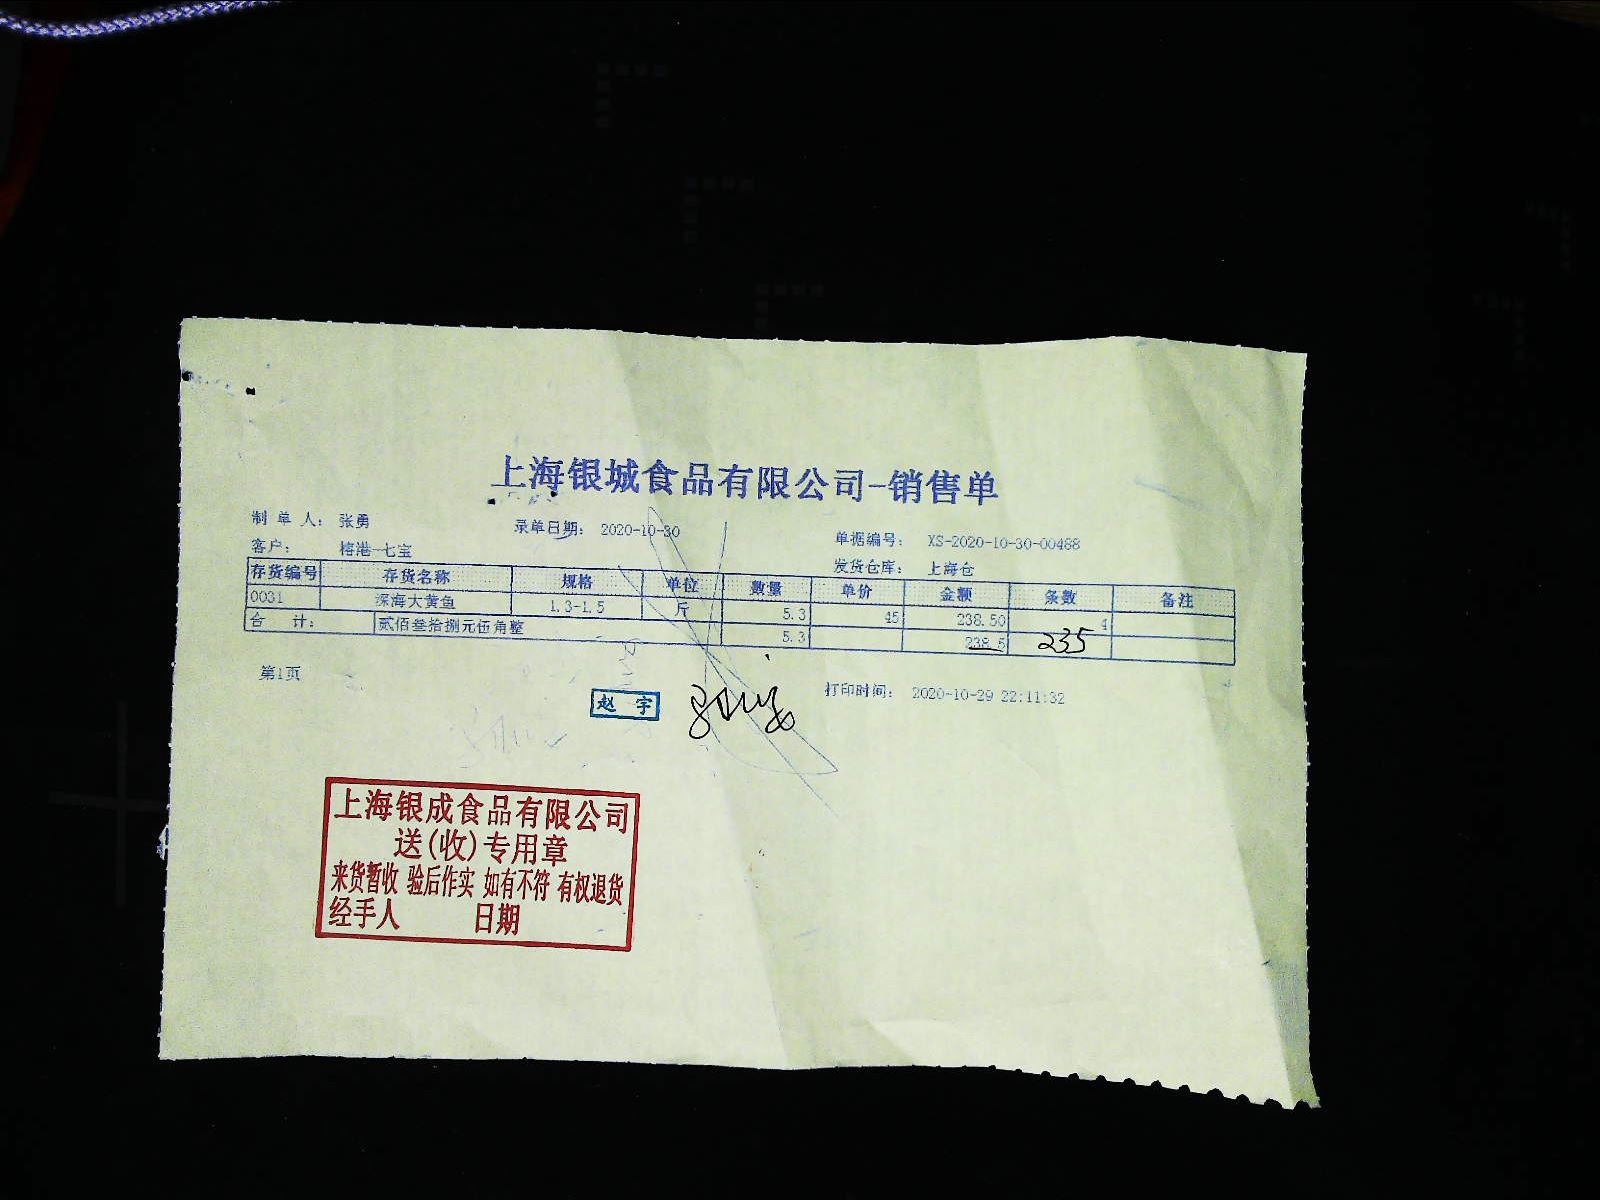 上海银城食品有限公司-销售单
制 单 人： 张勇 录单日期： 2020-10-30 单据编号： XS-2020-10-30-00488
客户： 榕港-七宝 发货仓库： 上海仓
存货编号 存货名称 规格 单位 数量 单价 金额 条数 备注
0031 深海大黄鱼 1.3-1.5 斤 5.3 45 238.50 4
合 计： 贰佰叁拾捌元伍角整 5.3 238.5 235
第1页 打印时间： 2020-10-29 22:11:32
赵 宇
上海银成食品有限公司
送(收)专用章
来货暂收 验后作实 如有不符 有权退货
经手人 日期